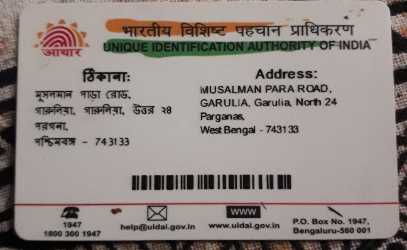 भारतीय विशिष्ट पहचान प्राधिकरण
UNIQUE IDENTIFICATION AUTHORITY OF INDIA
आधार
ঠিকানা:
মুসলমান পাড়া রোড,
গারুলিয়া, গারুলিয়া, উত্তর ২৪
পরগনা,
পশ্চিমবঙ্গ - 743133
Address:
MUSALMAN PARA ROAD,
GARULIA, Garulia, North 24
Parganas,
West Bengal - 743133
1947
1800 300 1947
help@uidai.gov.in
WWW
www.uidai.gov.in
P.O. Box No. 1947,
Bengaluru-560 001